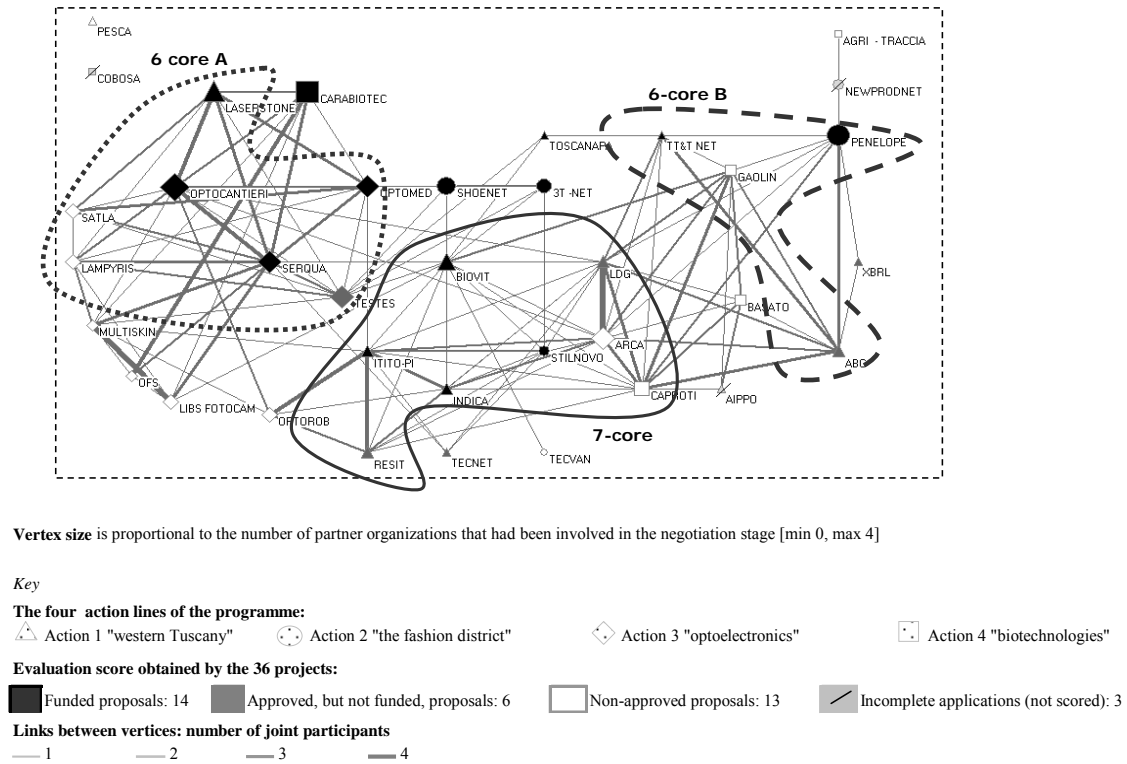 PESCA
COBOSA
6 core A
LASERSTONE
CARABIOTEC
AGRI - TRACCIA
NEWPRODNET
6-core B
TOSCANAPA
TT&T NET
PENELOPE
GAOLIN
OPTOCANTIERI
OPTOMED
SHOENET
3T -NET
SATLA
LAMPYRIS
SERQUA
BIOVIT
LDG
XBRL
TESTES
BASATO
MULTISKIN
ARCA
ITITO-PI
STILNOVO
ABG
OFS
LIBS FOTOCAM
INDICA
CAPROTI
AIPPO
OPTOROB
7-core
RESIT
TECNET
TECVAN
Vertex size is proportional to the number of partner organizations that had been involved in the negotiation stage [min 0, max 4]
Key
The four action lines of the programme:
Action 1 "western Tuscany" Action 2 "the fashion district" Action 3 "optoelectronics" Action 4 "biotechnologies"
Evaluation score obtained by the 36 projects:
Funded proposals: 14 Approved, but not funded, proposals: 6 Non-approved proposals: 13 Incomplete applications (not scored): 3
Links between vertices: number of joint participants
1 2 3 4